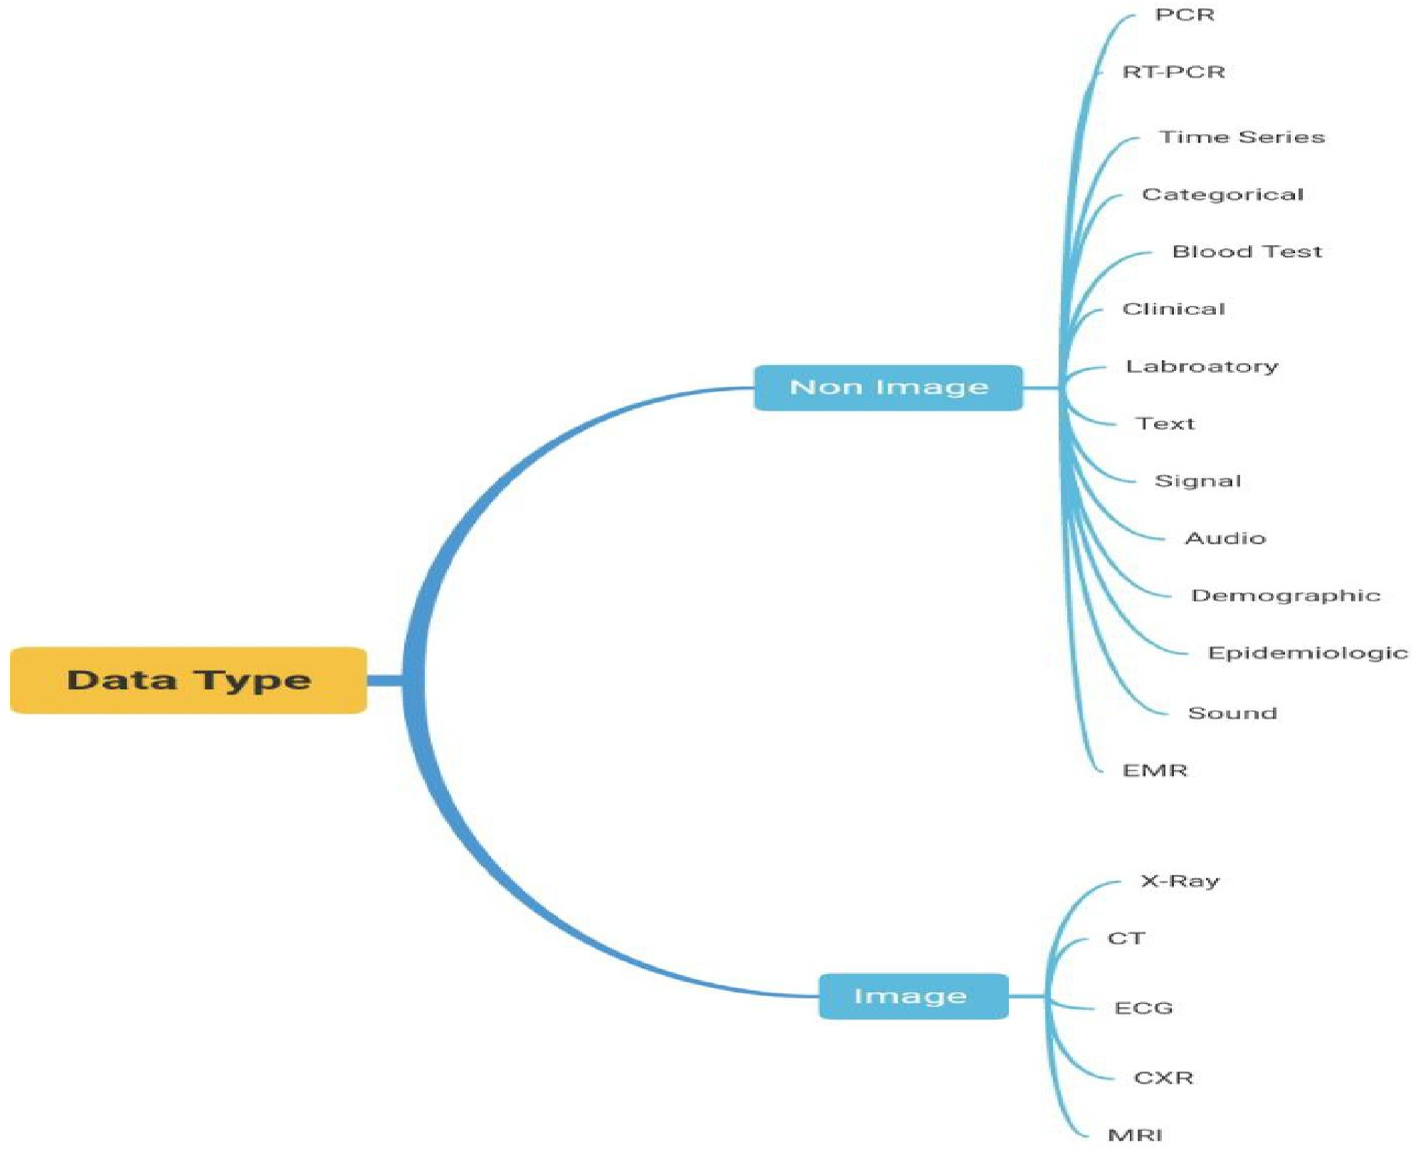 PCR
RT-PCR
Time Series
Categorical
Blood Test
Clinical
Labroatory
Non Image
Text
Signal
Audio
Demographic
Epidemiologic
Data Type
Sound
EMR
X-Ray
CT
Image
ECG
CXR
MRI